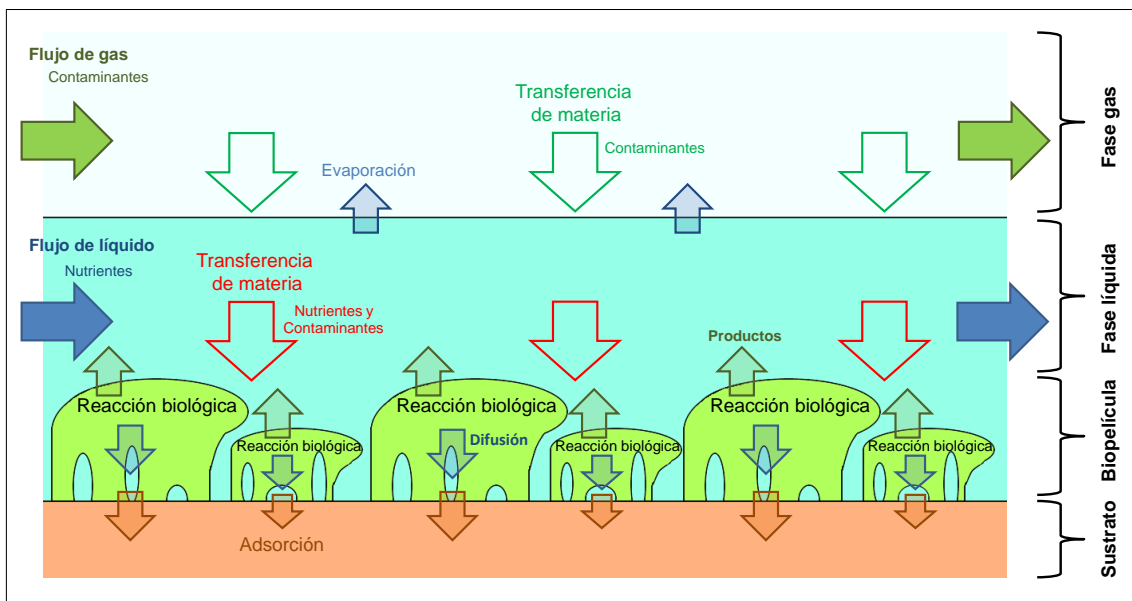 Flujo de gas
Contaminantes
Transferencia
de materia
Contaminantes
Evaporación
Fase gas
Flujo de líquido
Nutrientes
Transferencia
de materia
Nutrientes y
Contaminantes
Productos
Fase líquida
Reacción biológica
Reacción biológica
Reacción biológica
Difusión
Reacción biológica
Reacción biológica
Reacción biológica
Biopelícula
Adsorción
Sustrato